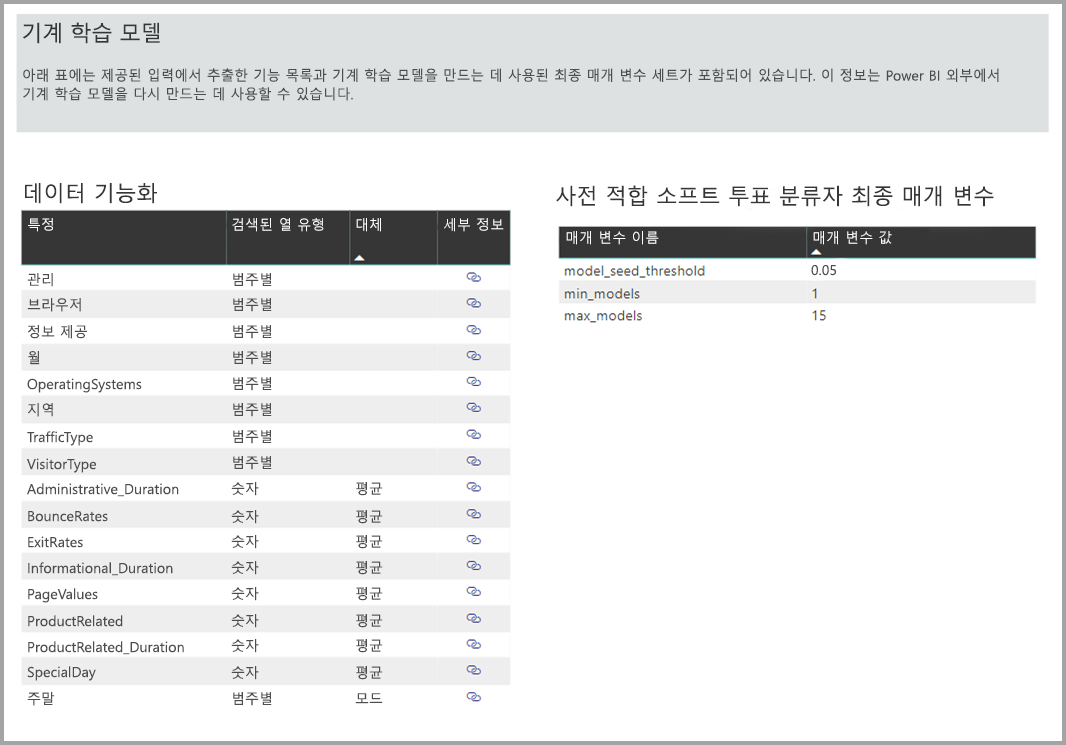 기계 학습 모델
아래 표에는 제공된 입력에서 추출한 기능 목록과 기계 학습 모델을 만드는 데 사용된 최종 매개 변수 세트가 포함되어 있습니다. 이 정보는 Power BI 외부에서
기계 학습 모델을 다시 만드는 데 사용할 수 있습니다.
데이터 기능화
특정 검색된 열 유형 대체 세부 정보
관리 범주별
브라우저 범주별
정보 제공 범주별
월 범주별
OperatingSystems 범주별
지역 범주별
TrafficType 범주별
VisitorType 범주별
Administrative_Duration 숫자 평균
BounceRates 숫자 평균
ExitRates 숫자 평균
Informational_Duration 숫자 평균
PageValues 숫자 평균
ProductRelated 숫자 평균
ProductRelated_Duration 숫자 평균
SpecialDay 숫자 평균
주말 범주별 모드
사전 적합 소프트 투표 분류자 최종 매개 변수
매개 변수 이름 매개 변수 값
model_seed_threshold 0.05
min_models 1
max_models 15